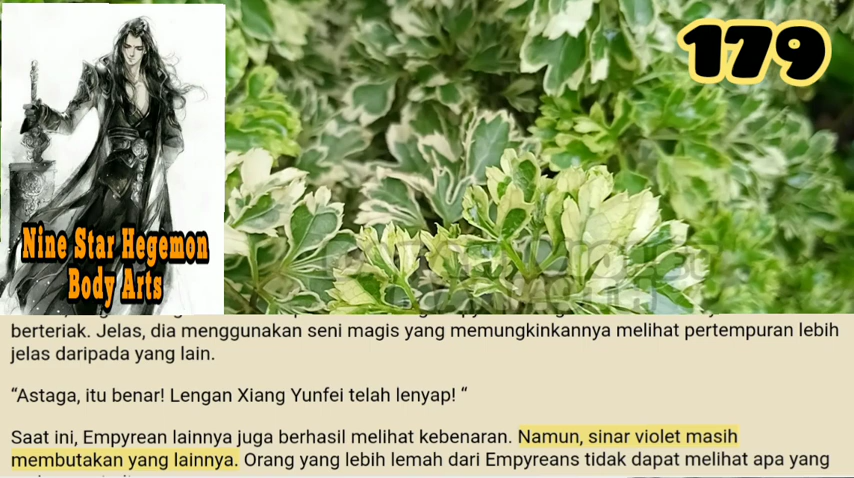 179
Nine Star Hegemon
Body Arts
berteriak. Jelas, dia menggunakan seni magis yang memungkinkannya melihat pertempuran lebih
jelas daripada yang lain.
“Astaga, itu benar! Lengan Xiang Yunfei telah lenyap! “
Saat ini, Empyrean lainnya juga berhasil melihat kebenaran. Namun, sinar violet masih
membutakan yang lainnya. Orang yang lebih lemah dari Empyreans tidak dapat melihat apa yang